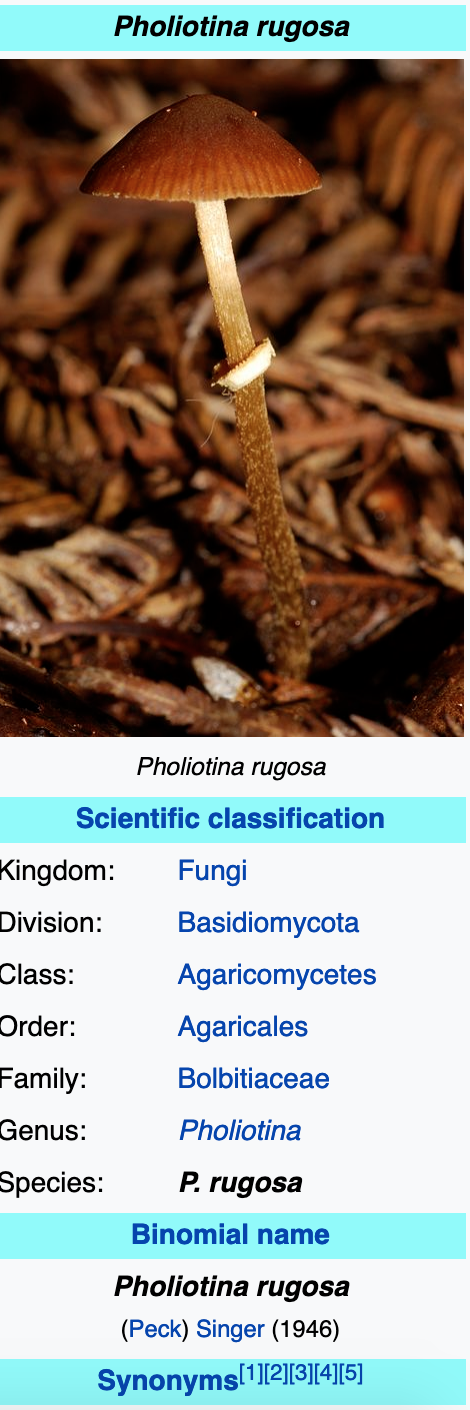 Pholiotina rugosa
Pholiotina rugosa
Scientific classification
Kingdom: Fungi
Division: Basidiomycota
Class: Agaricomycetes
Order: Agaricales
Family: Bolbitiaceae
Genus: Pholiotina
Species: P. rugosa
Binomial name
Pholiotina rugosa
(Peck) Singer (1946)
Synonyms[1][2][3][4][5]